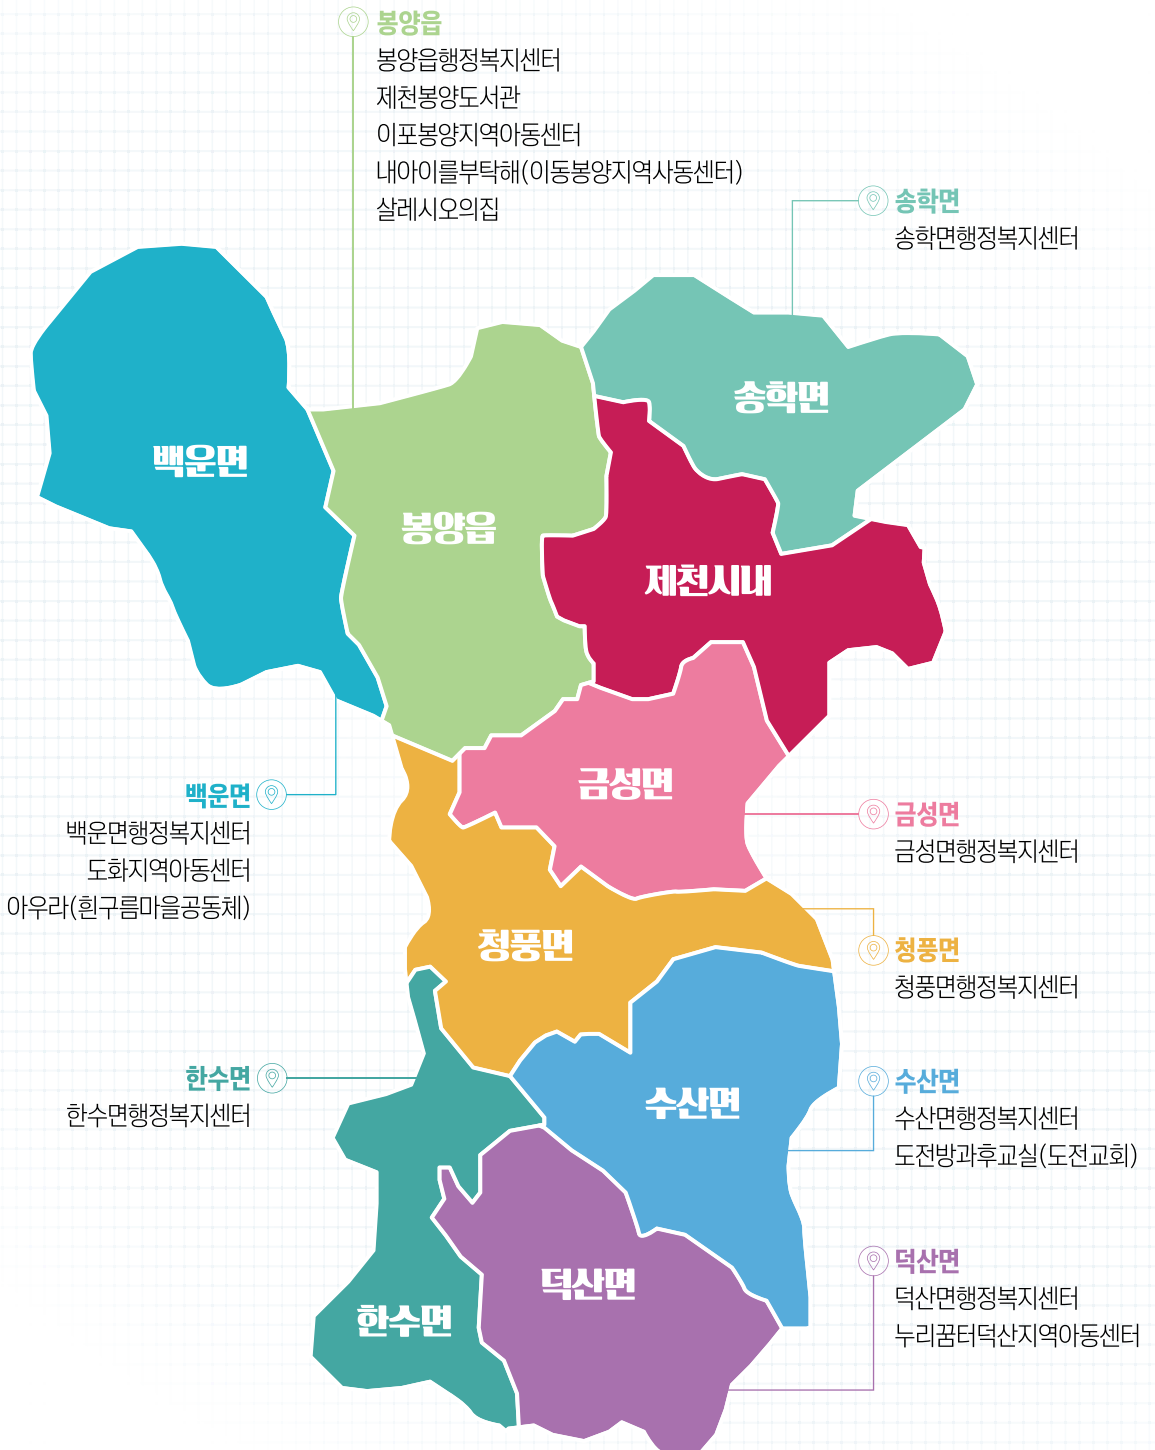 봉양읍
봉양읍행정복지센터
제천봉양도서관
이포봉양지역아동센터
내아이를부탁해(이동봉양지역사동센터)
살레시오의집
송학면
송학면행정복지센터
송학면
백운면
봉양읍
제천시내
금성면
백운면
백운면행정복지센터
도화지역아동센터
아우라(흰구름마을공동체)
금성면
금성면행정복지센터
청풍면
청풍면
청풍면행정복지센터
한수면
한수면행정복지센터
수산면
수산면
수산면행정복지센터
도전방과후교실(도전교회)
덕산면
덕산면행정복지센터
누리꿈터덕산지역아동센터
덕산면
한수면